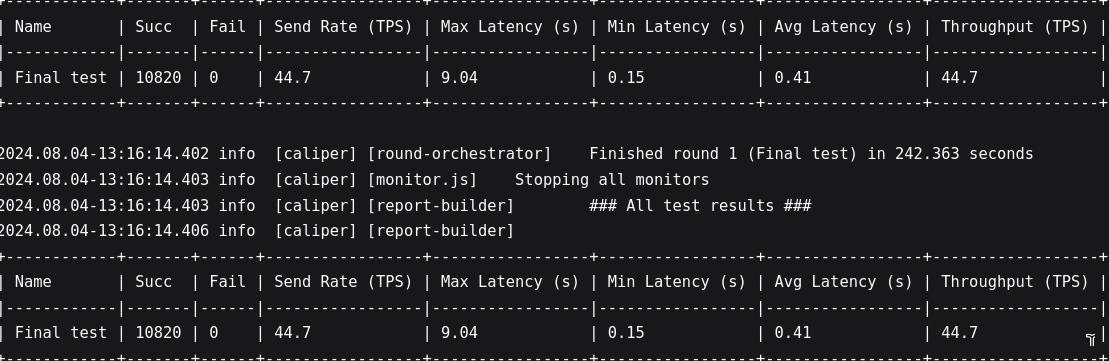 +------------+-------+------+-----------------+-----------------+-----------------+-----------------+------------------+
| Name       | Succ  | Fail | Send Rate (TPS) | Max Latency (s) | Min Latency (s) | Avg Latency (s) | Throughput (TPS) |
|------------|-------|------|-----------------|-----------------|-----------------|-----------------|------------------|
| Final test | 10820 | 0    | 44.7            | 9.04            | 0.15            | 0.41            | 44.7             |
+------------+-------+------+-----------------+-----------------+-----------------+-----------------+------------------+
2024.08.04-13:16:14.402 info  [caliper] [round-orchestrator]    Finished round 1 (Final test) in 242.363 seconds
2024.08.04-13:16:14.403 info  [caliper] [monitor.js]    Stopping all monitors
2024.08.04-13:16:14.403 info  [caliper] [report-builder]        ### All test results ###
2024.08.04-13:16:14.406 info  [caliper] [report-builder]
+------------+-------+------+-----------------+-----------------+-----------------+-----------------+------------------+
| Name       | Succ  | Fail | Send Rate (TPS) | Max Latency (s) | Min Latency (s) | Avg Latency (s) | Throughput (TPS) |
|------------|-------|------|-----------------|-----------------|-----------------|-----------------|------------------|
| Final test | 10820 | 0    | 44.7            | 9.04            | 0.15            | 0.41            | 44.7             |
+------------+-------+------+-----------------+-----------------+-----------------+-----------------+------------------+